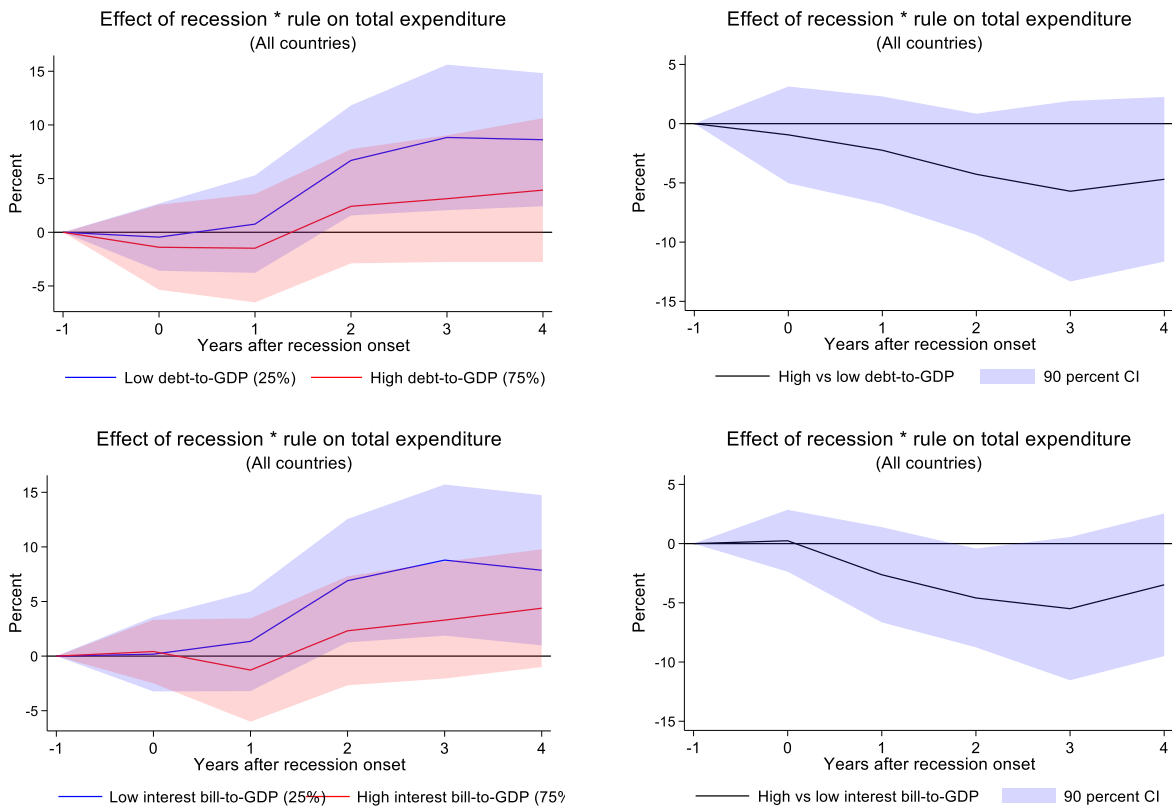 Effect of recession * rule on total expenditure
(All countries)
15
10
5
0
-5
Percent
-1 0 1 2 3 4
Years after recession onset
Low debt-to-GDP (25%) High debt-to-GDP (75%)
Effect of recession * rule on total expenditure
(All countries)
5
0
-5
-10
-15
Percent
-1 0 1 2 3 4
Years after recession onset
High vs low debt-to-GDP 90 percent CI
Effect of recession * rule on total expenditure
(All countries)
15
10
5
0
-5
Percent
-1 0 1 2 3 4
Years after recession onset
Low interest bill-to-GDP (25%) High interest bill-to-GDP (75%
Effect of recession * rule on total expenditure
(All countries)
5
0
-5
-10
-15
Percent
-1 0 1 2 3 4
Years after recession onset
High vs low interest bill-to-GDP 90 percent CI